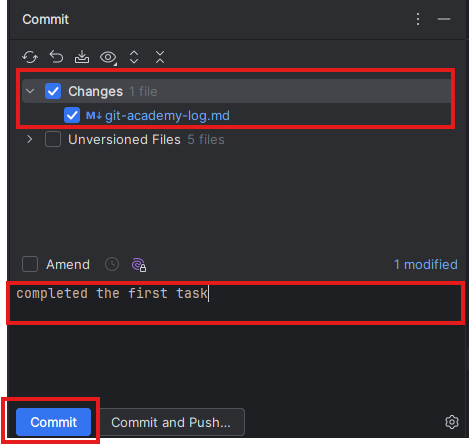 Commit
Changes 1 file
M↓ git-academy-log.md
Unversioned Files 5 files
Amend 1 modified
completed the first task
Commit Commit and Push...